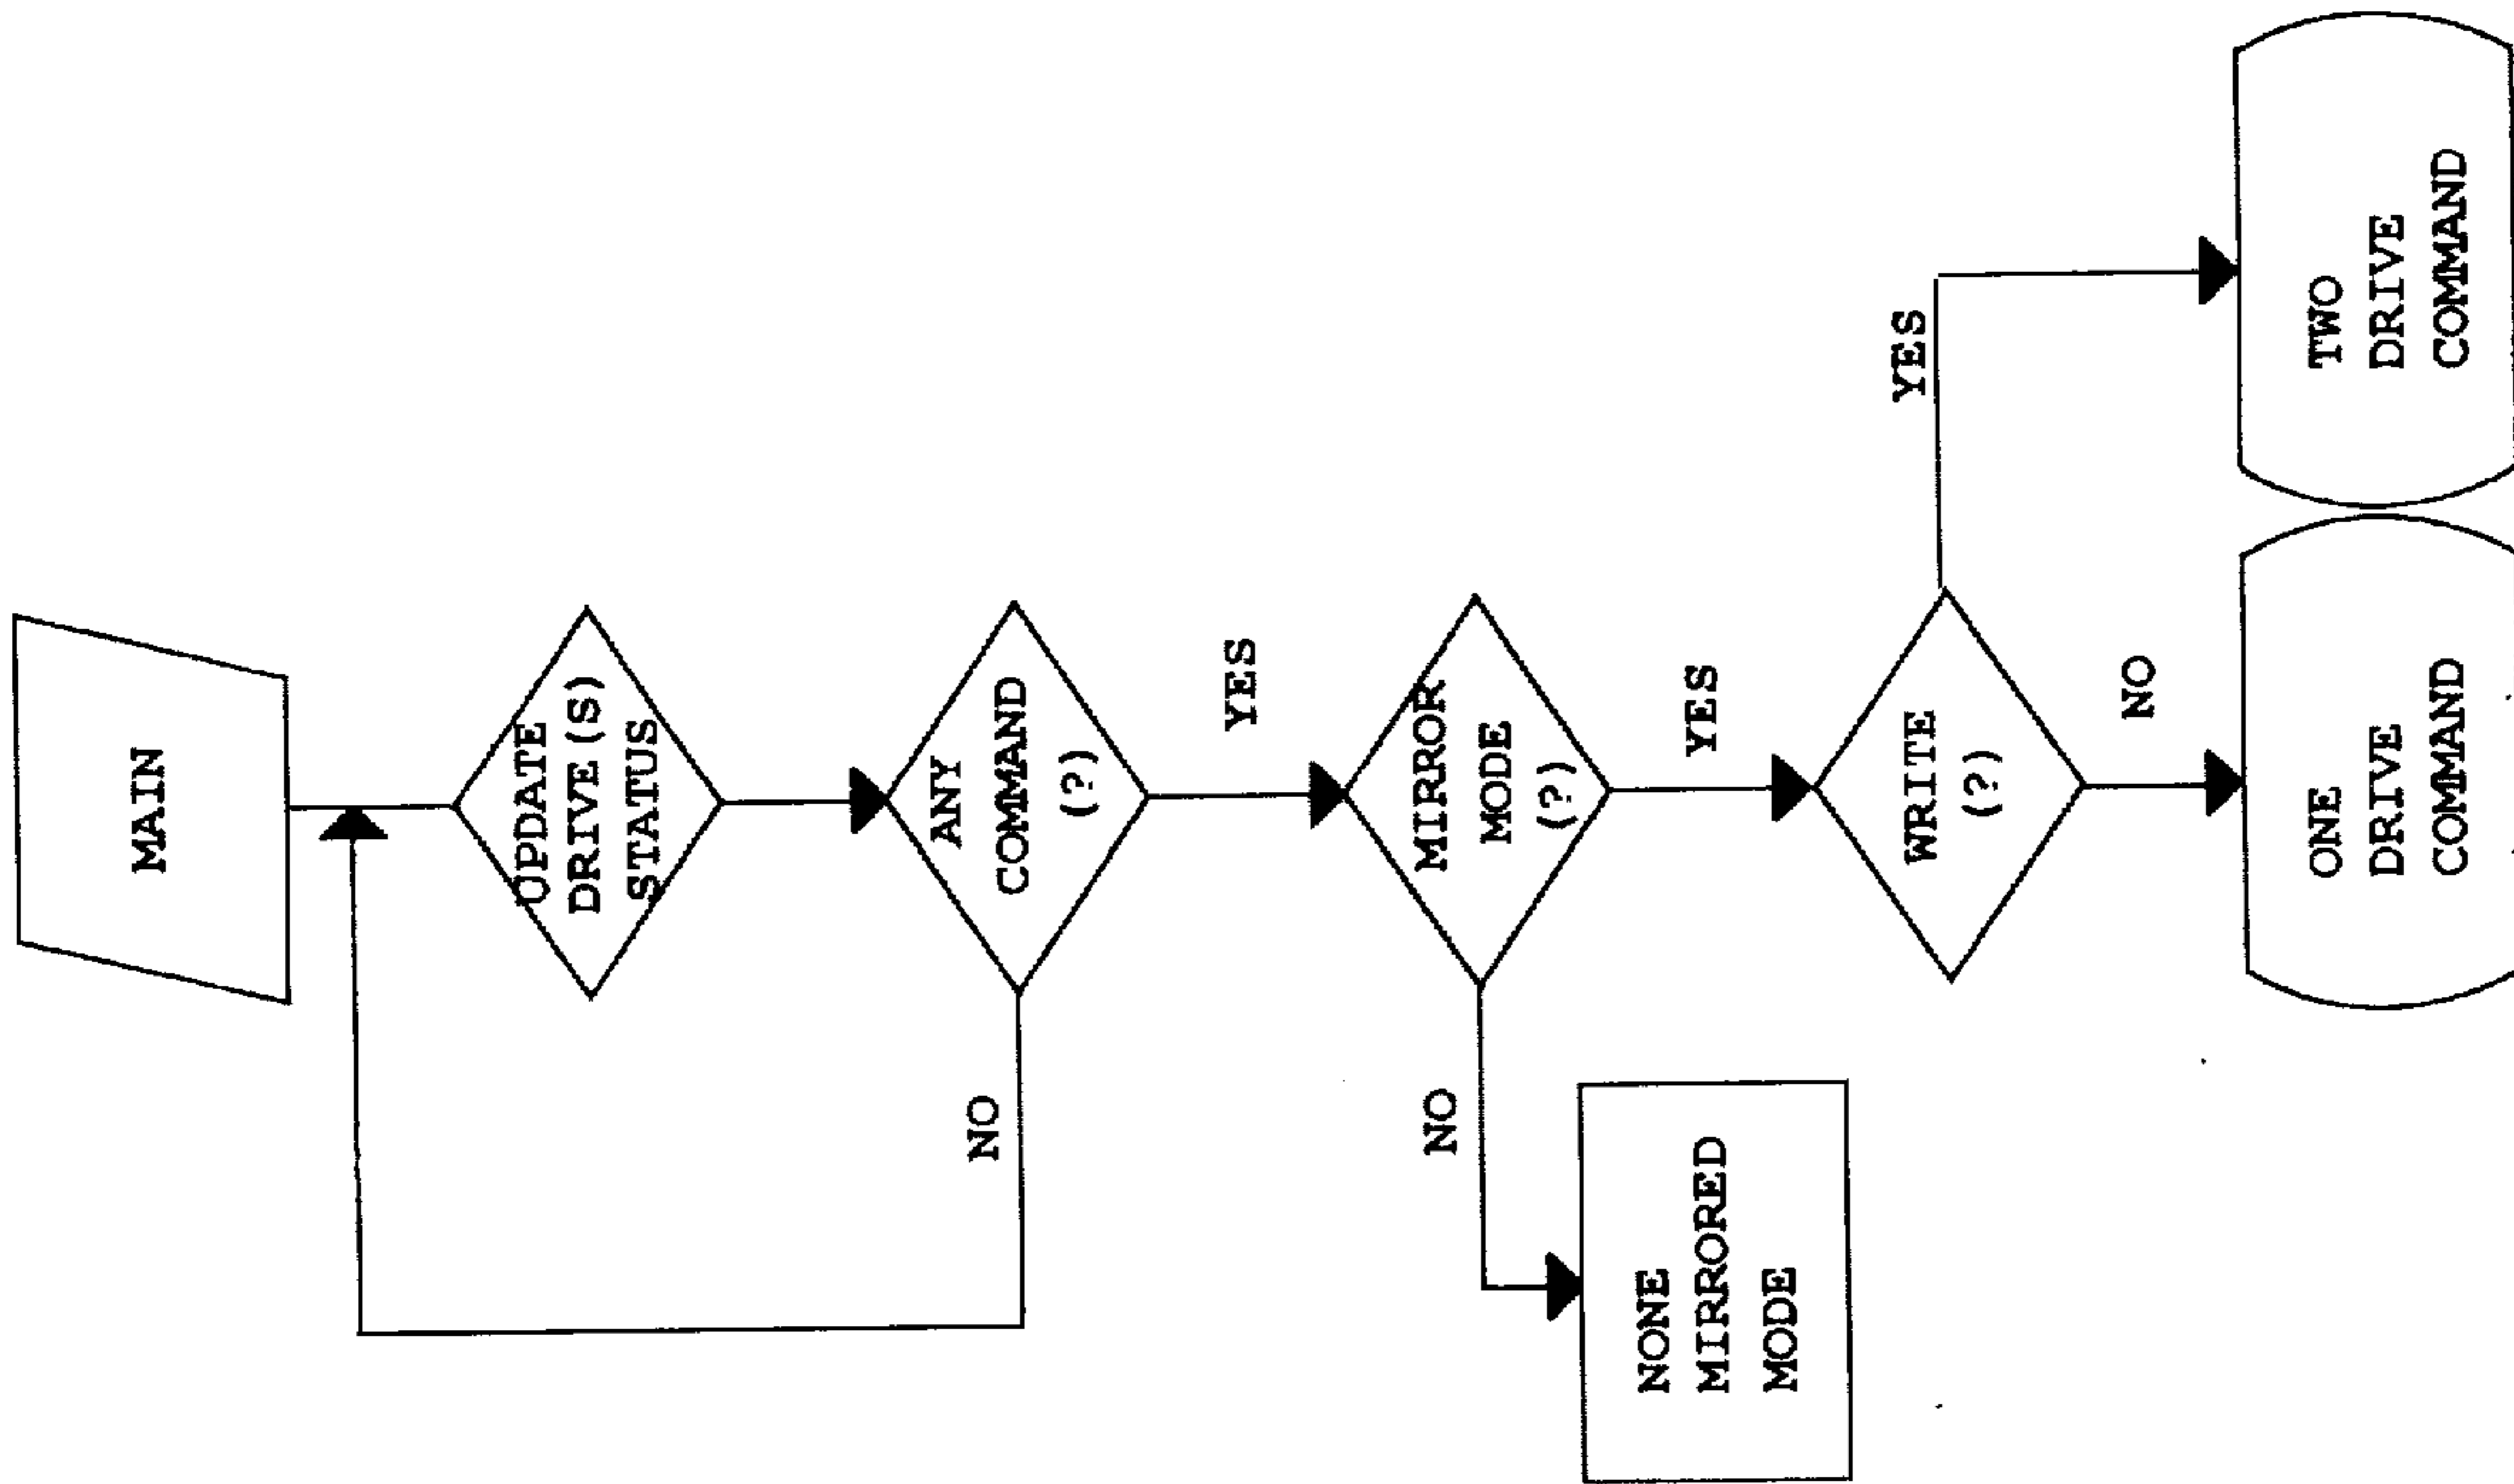 MAIN
UPDATE
DRIVE(S)
STATUS
ANY
COMMAND
(?)
NO
YES
MIRROR
MODE
(?)
NO
YES
NONE
MIRRORED
MODE
WRITE
(?)
YES
NO
ONE
DRIVE
COMMAND
TWO
DRIVE
COMMAND